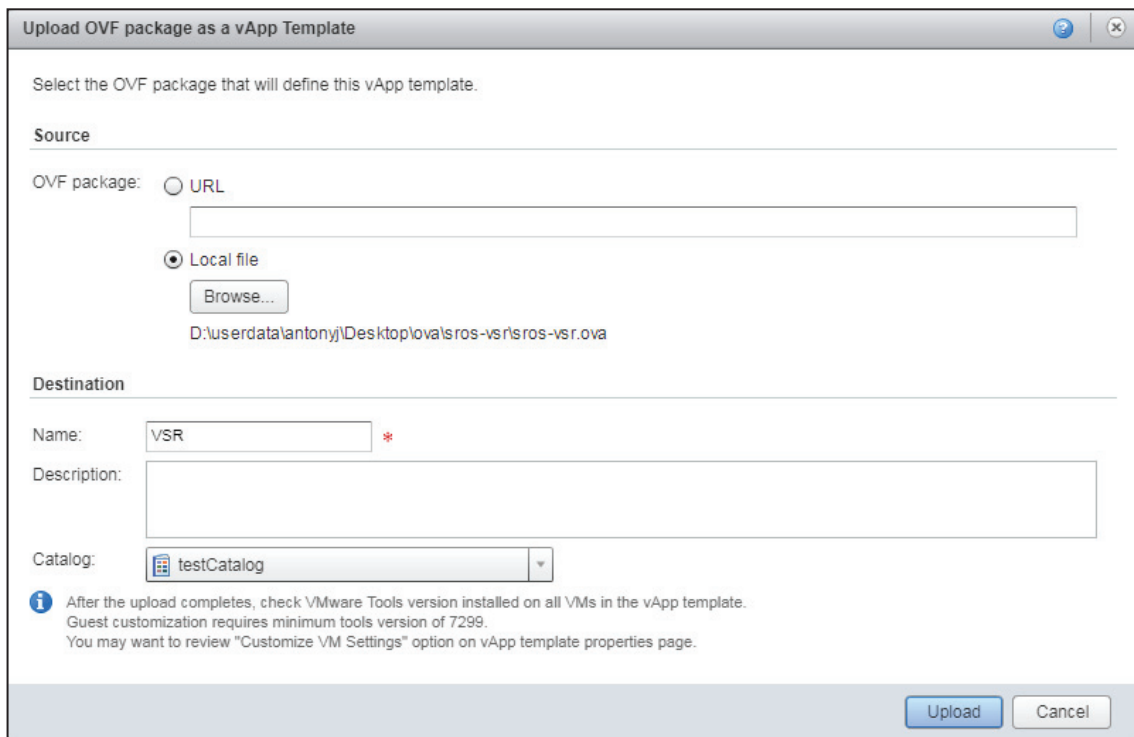 Upload OVF package as a vApp Template
Select the OVF package that will define this vApp template.
Source
OVF package:
URL
Local file
Browse...
D:\userdata\antonyj\Desktop\ova\sros-vsr\sros-vsr.ova
Destination
Name: VSR *
Description:
Catalog: testCatalog
After the upload completes, check VMware Tools version installed on all VMs in the vApp template.
Guest customization requires minimum tools version of 7299.
You may want to review "Customize VM Settings" option on vApp template properties page.
Upload Cancel